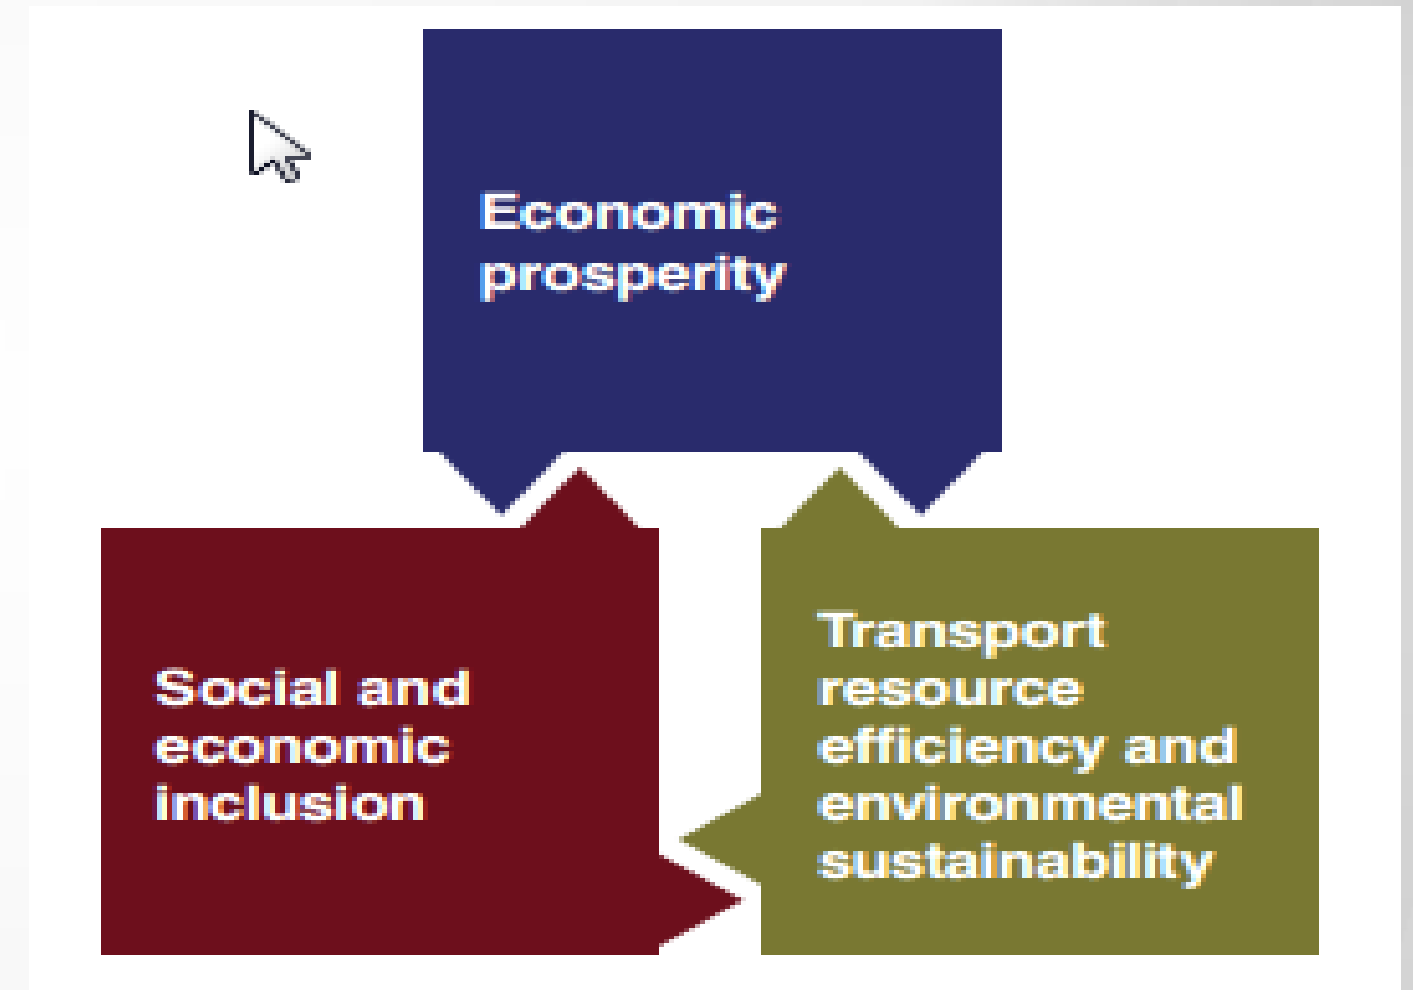 Economic
prosperity
Social and
economic
inclusion
Transport
resource
efficiency and
environmental
sustainability